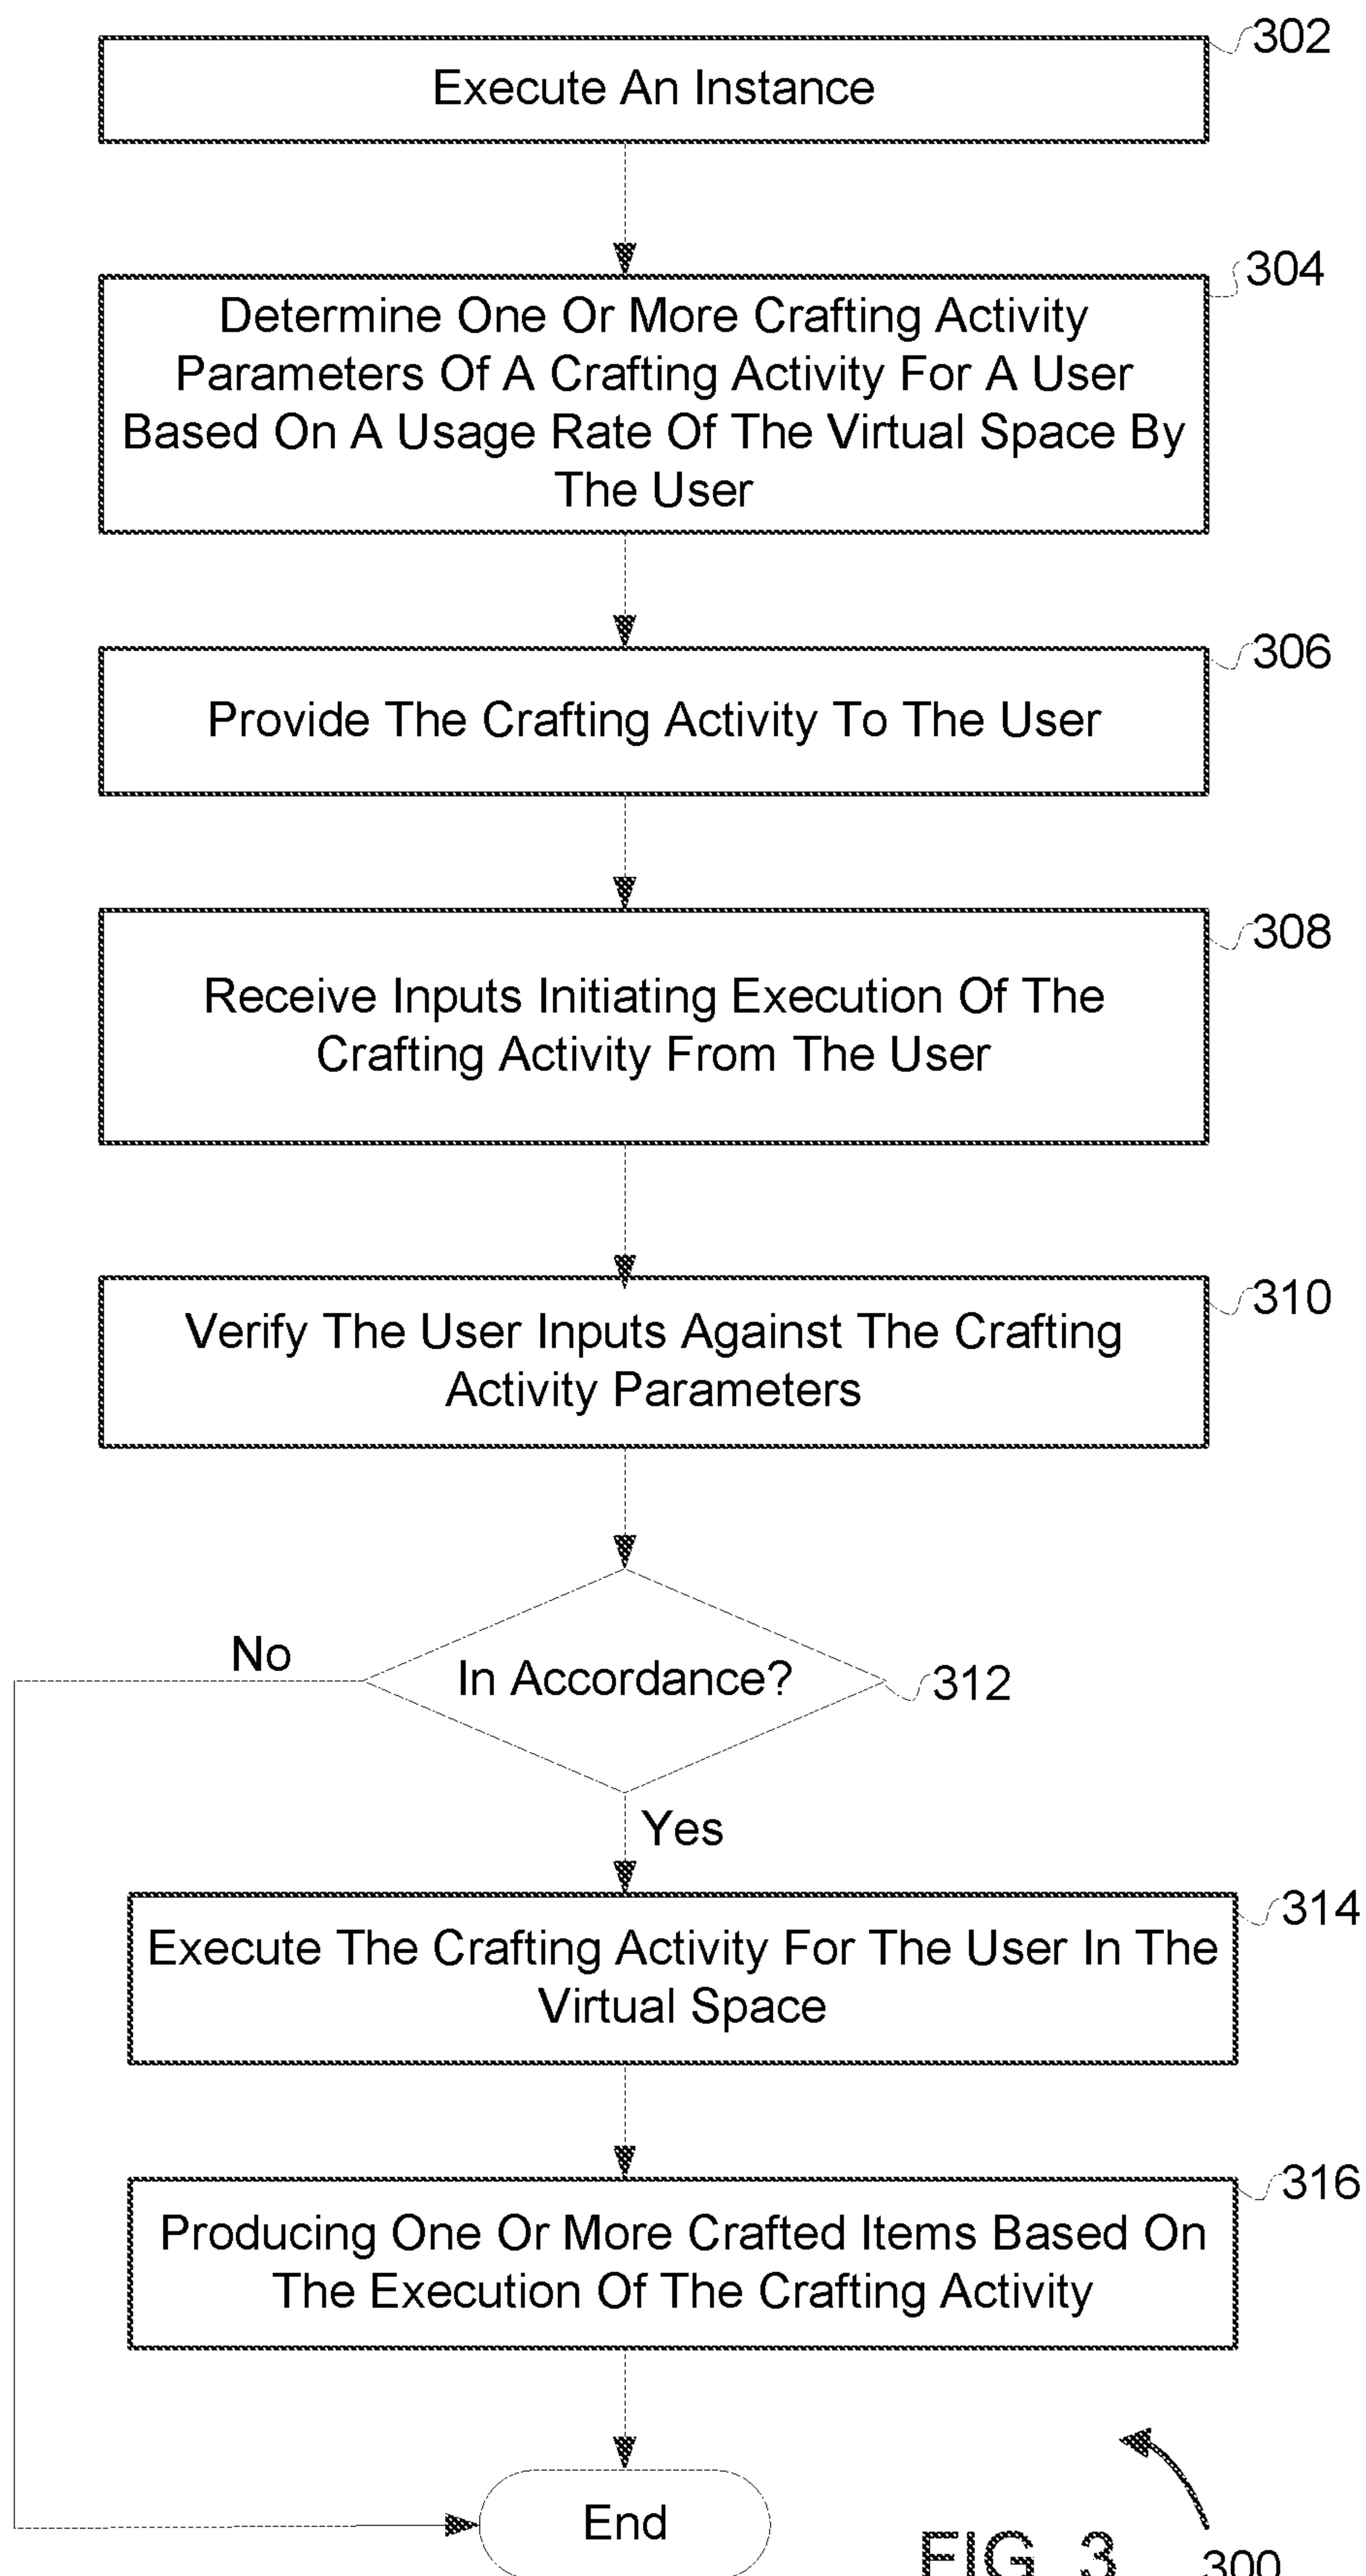 302
Execute An Instance
304
Determine One Or More Crafting Activity
Parameters Of A Crafting Activity For A User
Based On A Usage Rate Of The Virtual Space By
The User
306
Provide The Crafting Activity To The User
308
Receive Inputs Initiating Execution Of The
Crafting Activity From The User
310
Verify The User Inputs Against The Crafting
Activity Parameters
No
In Accordance?
312
Yes
314
Execute The Crafting Activity For The User In The
Virtual Space
316
Producing One Or More Crafted Items Based On
The Execution Of The Crafting Activity
End
FIG. 3
300